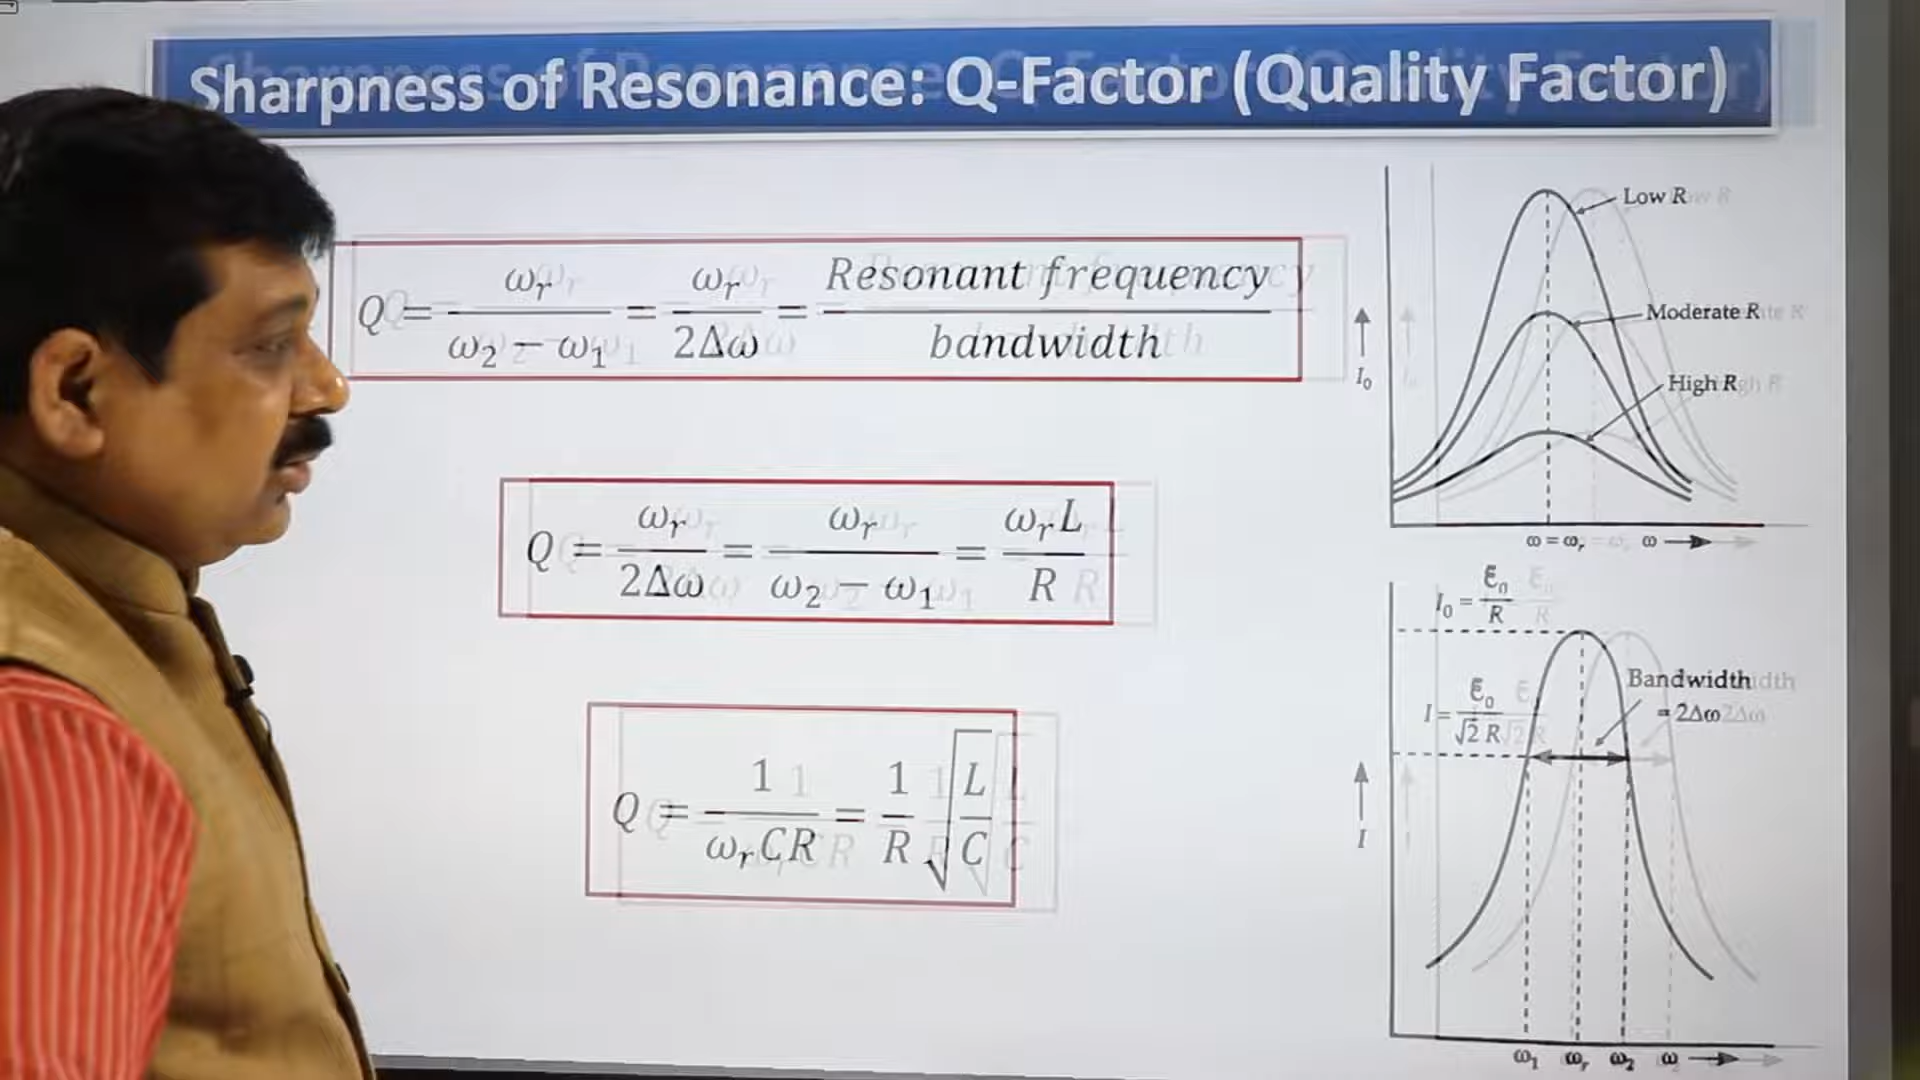 Sharpness of Resonance: Q-Factor (Quality Factor)
Q = ωr / (ω2 − ω1) = ωr / 2Δω = Resonant frequency / bandwidth
Q = ωr / 2Δω = ωr / (ω2 − ω1) = ωrL / R
Q = 1 / ωrCR = 1/R √(L/C)
Low R
Moderate R
High R
I0
ω = ωr ω
I0 = ε0 / R
Bandwidth
= 2Δω
I = ε0 / √2 R
I
ω1 ωr ω2 ω